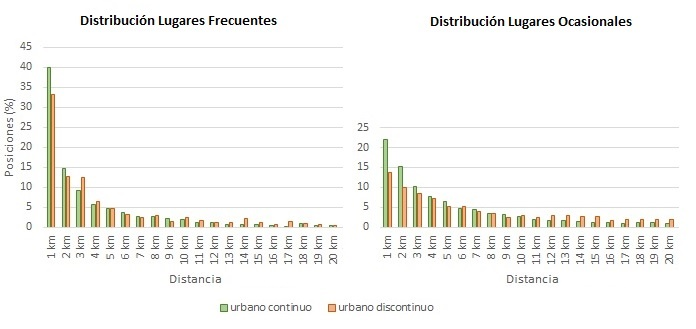 Distribución Lugares Frecuentes
Distribución Lugares Ocasionales
Posiciones (%)
45
40
35
30
25
20
15
10
5
0
1 km
2 km
3 km
4 km
5 km
6 km
7 km
8 km
9 km
10 km
11 km
12 km
13 km
14 km
15 km
16 km
17 km
18 km
19 km
20 km
Distancia
25
20
15
10
5
0
1 km
2 km
3 km
4 km
5 km
6 km
7 km
8 km
9 km
10 km
11 km
12 km
13 km
14 km
15 km
16 km
17 km
18 km
19 km
20 km
Distancia
urbano continuo urbano discontinuo